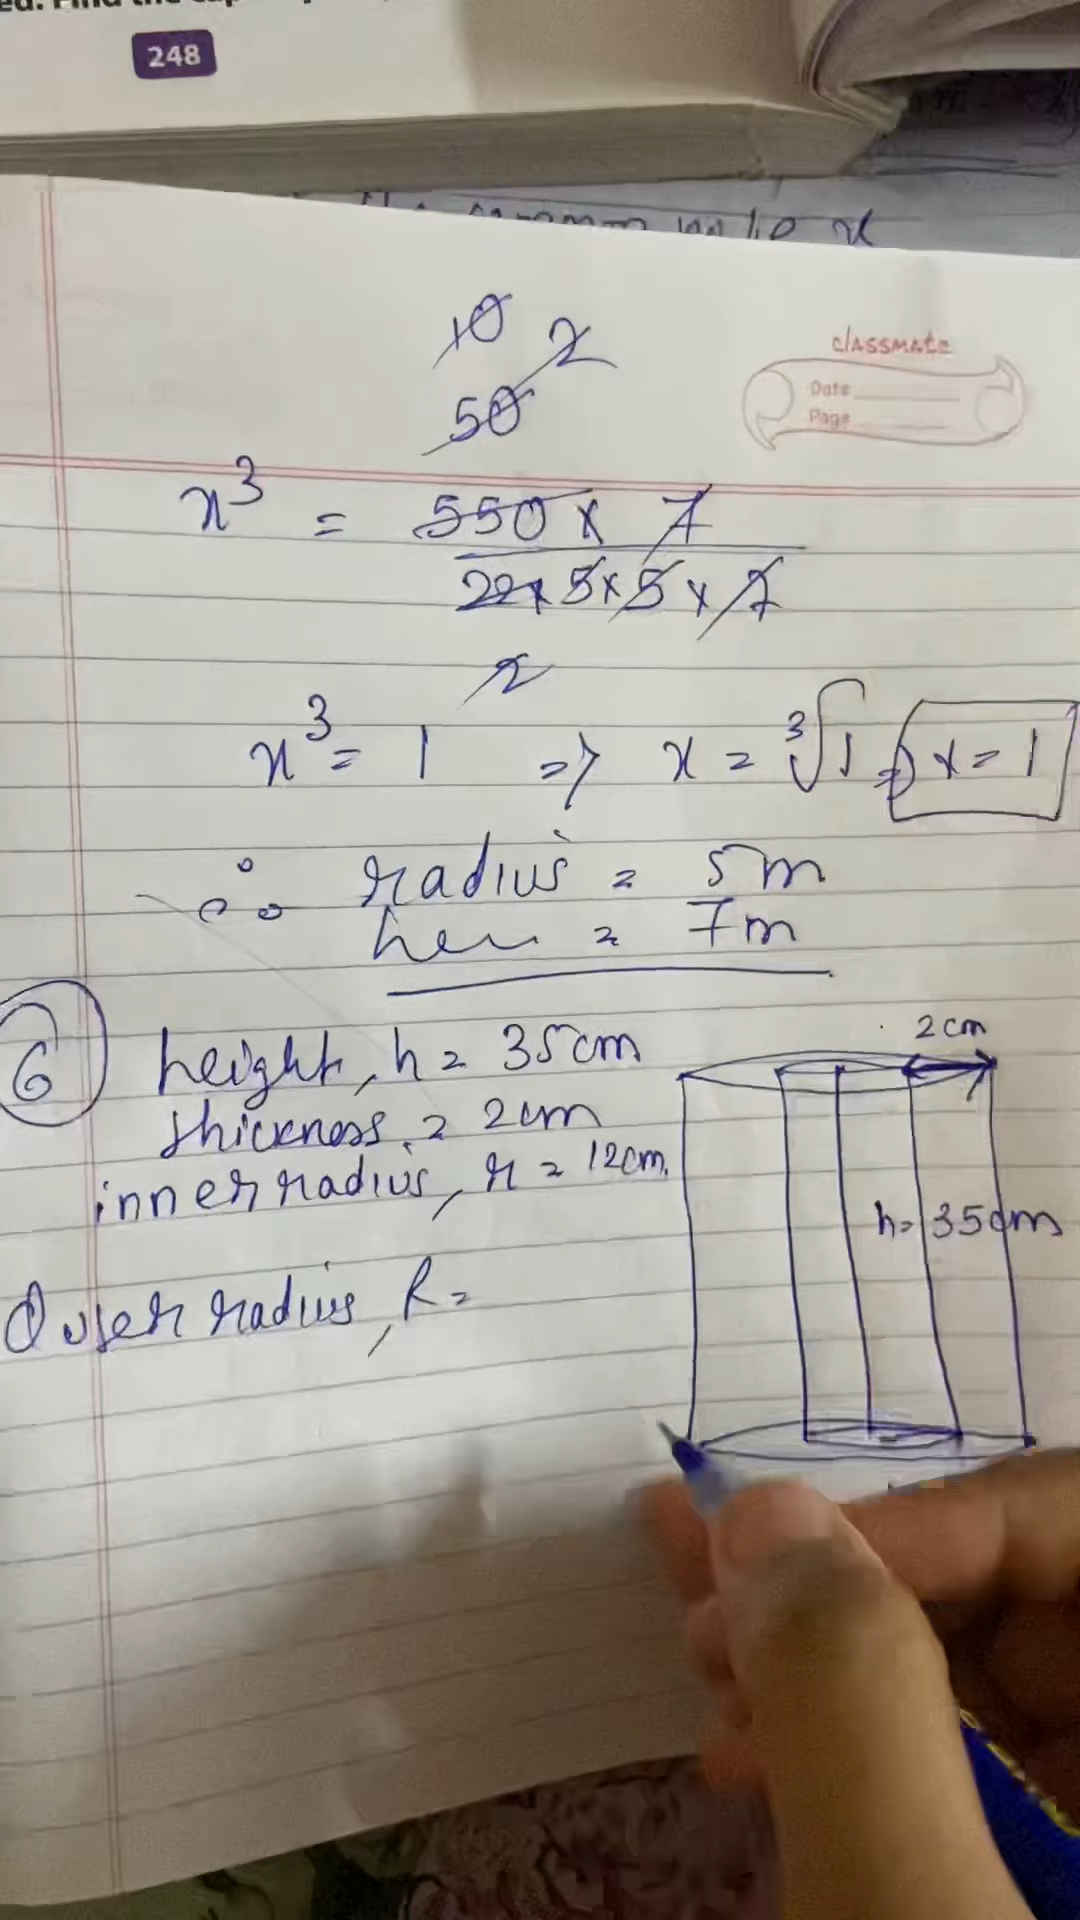 248
10 2
50
classmate
Date
Page
x³ = 550 x 7
22 x 5 x 5 x 7
2
x³ = 1 => x = ³√1 => x = 1
∴ radius = 5m
= 7m
6 height, h = 35cm
thickness = 2cm
inner radius, r = 12cm.
Outer radius, R =
2cm
h = 35cm